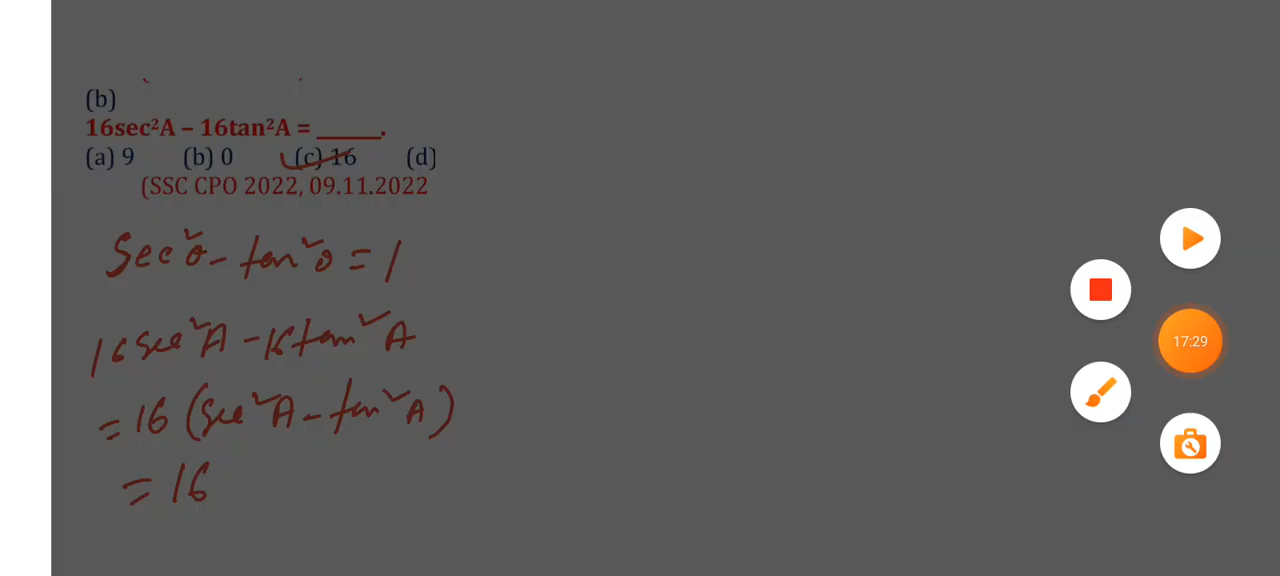 (b)
16sec²A – 16tan²A = _____.
(a) 9 (b) 0 (c) 16 (d)
(SSC CPO 2022, 09.11.2022
Sec²θ - tan²θ = 1
16 sec²A - 16 tan²A
= 16 (sec²A - tan²A)
= 16
17:29